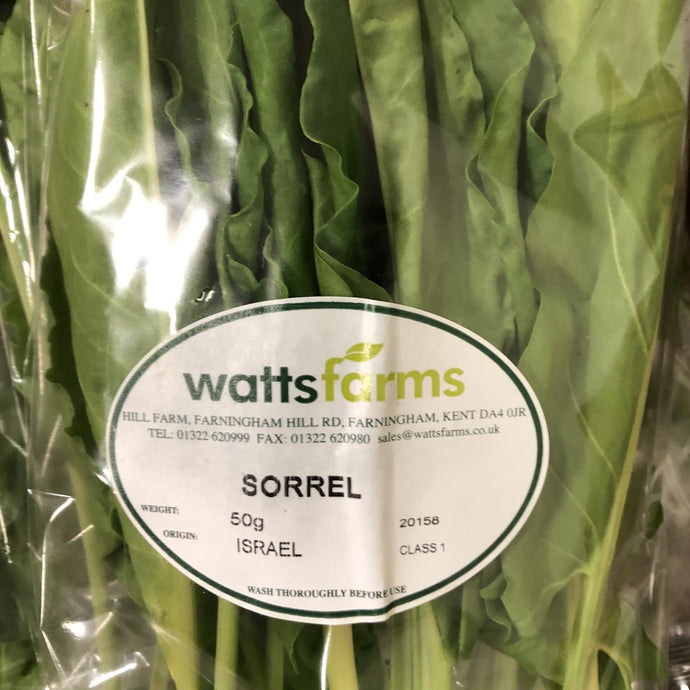 wattsfarms
HILL FARM, FARNINGHAM HILL RD, FARNINGHAM, KENT DA4 0JR
TEL: 01322 620999 FAX: 01322 620980 sales@wattsfarms.co.uk
SORREL
WEIGHT: 50g 20158
ORIGIN: ISRAEL CLASS 1
WASH THOROUGHLY BEFORE USE